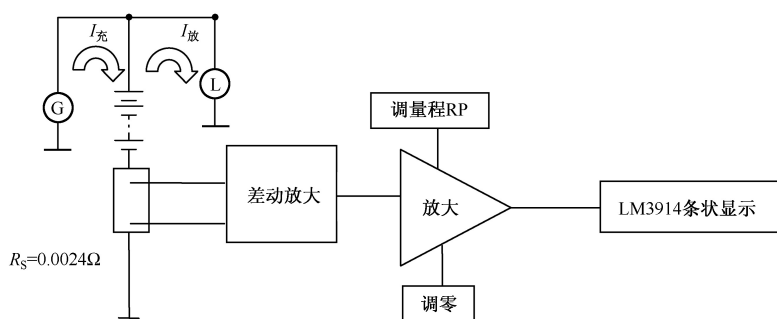 I充
I放
G
L
调量程RP
差动放大
放大
LM3914条状显示
RS=0.0024Ω
调零